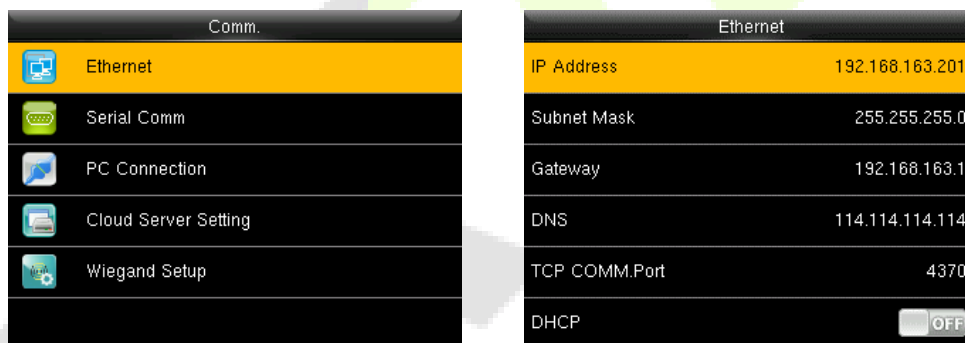 Comm.
Ethernet
Serial Comm
PC Connection
Cloud Server Setting
Wiegand Setup
Ethernet
IP Address 192.168.163.201
Subnet Mask 255.255.255.0
Gateway 192.168.163.1
DNS 114.114.114.114
TCP COMM.Port 4370
DHCP OFF